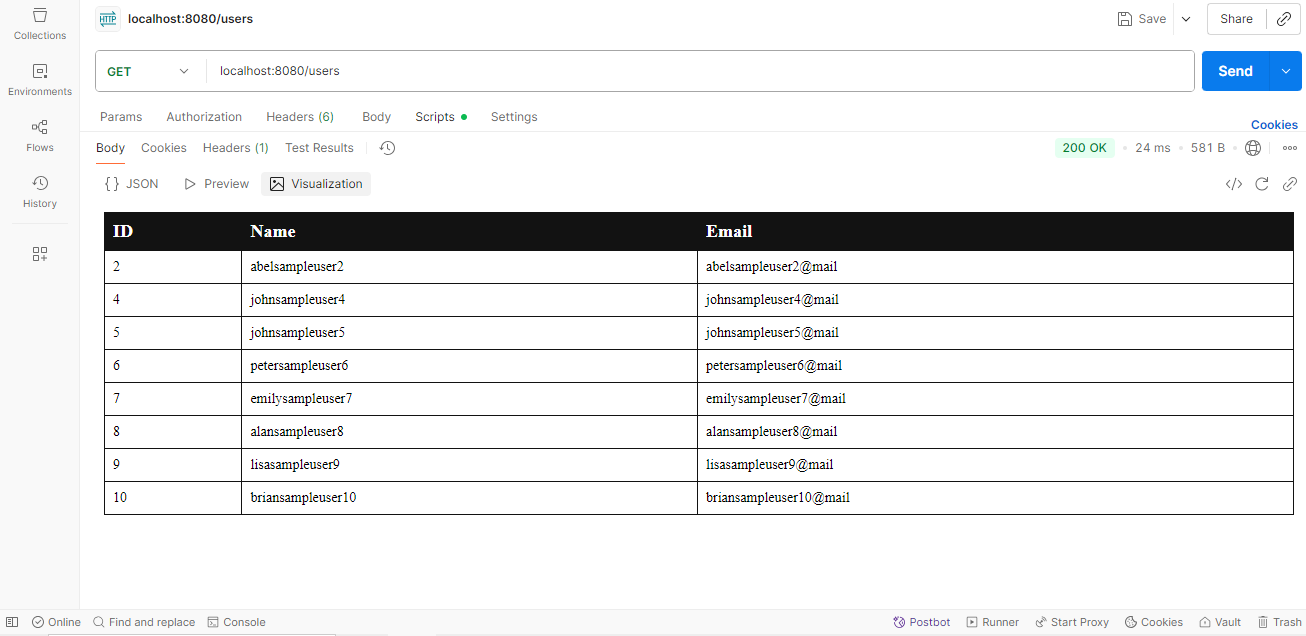 Collections
Environments
Flows
History
HTTP localhost:8080/users
Save
Share
GET localhost:8080/users
Send
Params Authorization Headers (6) Body Scripts Settings
Cookies
Body Cookies Headers (1) Test Results
200 OK • 24 ms • 581 B
{} JSON Preview Visualization
ID Name Email
2 abelsampleuser2 abelsampleuser2@mail
4 johnsampleuser4 johnsampleuser4@mail
5 johnsampleuser5 johnsampleuser5@mail
6 petersampleuser6 petersampleuser6@mail
7 emilysampleuser7 emilysampleuser7@mail
8 alansampleuser8 alansampleuser8@mail
9 lisasampleuser9 lisasampleuser9@mail
10 briansampleuser10 briansampleuser10@mail
Online Find and replace Console Postbot Runner Start Proxy Cookies Vault Trash